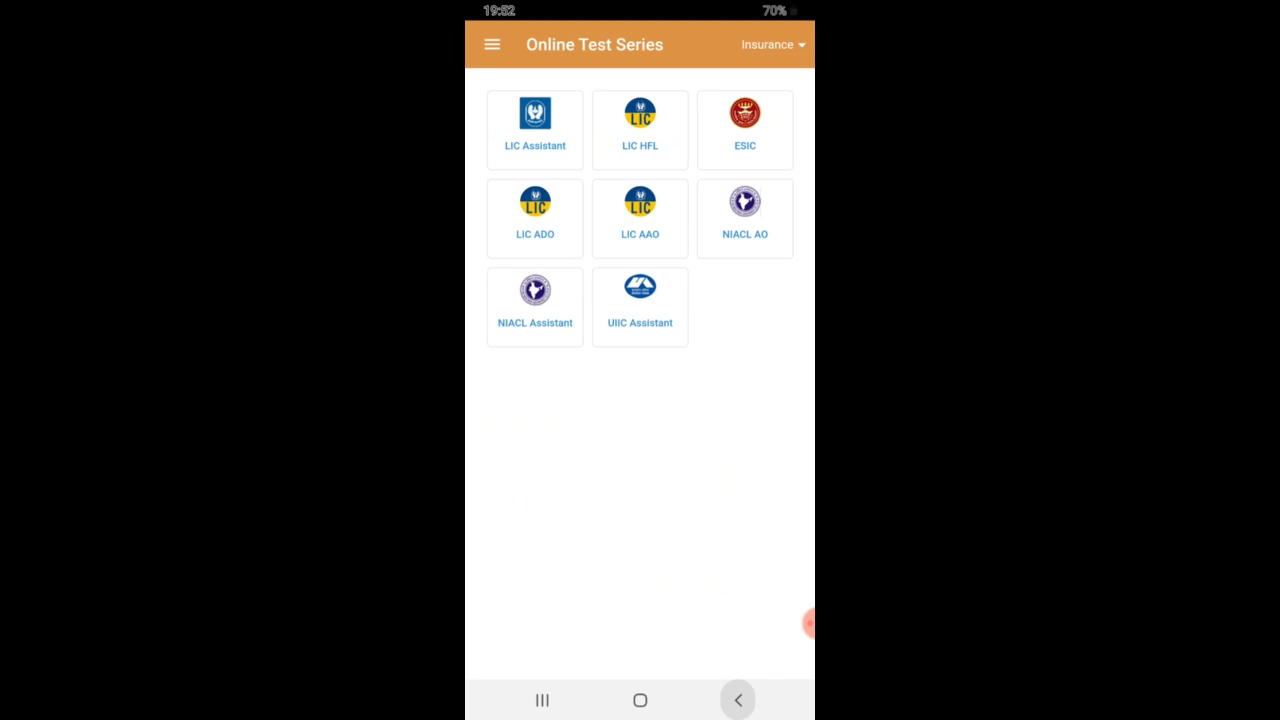 19:52 70%
Online Test Series Insurance
LIC Assistant LIC HFL ESIC
LIC ADO LIC AAO NIACL AO
NIACL Assistant UIIC Assistant
LIC
LIC
LIC